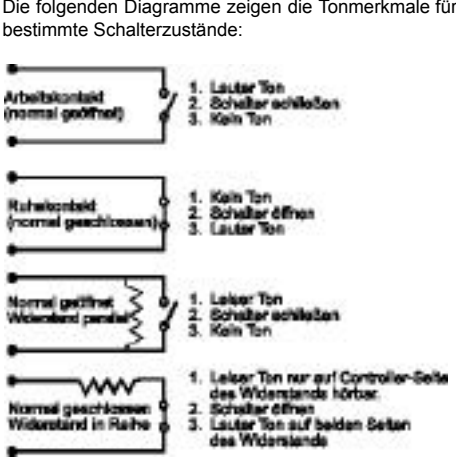 Die folgenden Diagramme zeigen die Tonmerkmale für
bestimmte Schalterzustände:
Arbeitskontakt
(normal geöffnet)
1. Lauter Ton
2. Schalter schließen
3. Kein Ton
Ruhekontakt
(normal geschlossen)
1. Kein Ton
2. Schalter öffnen
3. Lauter Ton
Normal geöffnet
Widerstand parallel
1. Leiser Ton
2. Schalter schließen
3. Kein Ton
Normal geschlossen
Widerstand in Reihe
1. Leiser Ton nur auf Controller-Seite
des Widerstands hörbar.
2. Schalter öffnen
3. Lauter Ton auf beiden Seiten
des Widerstands